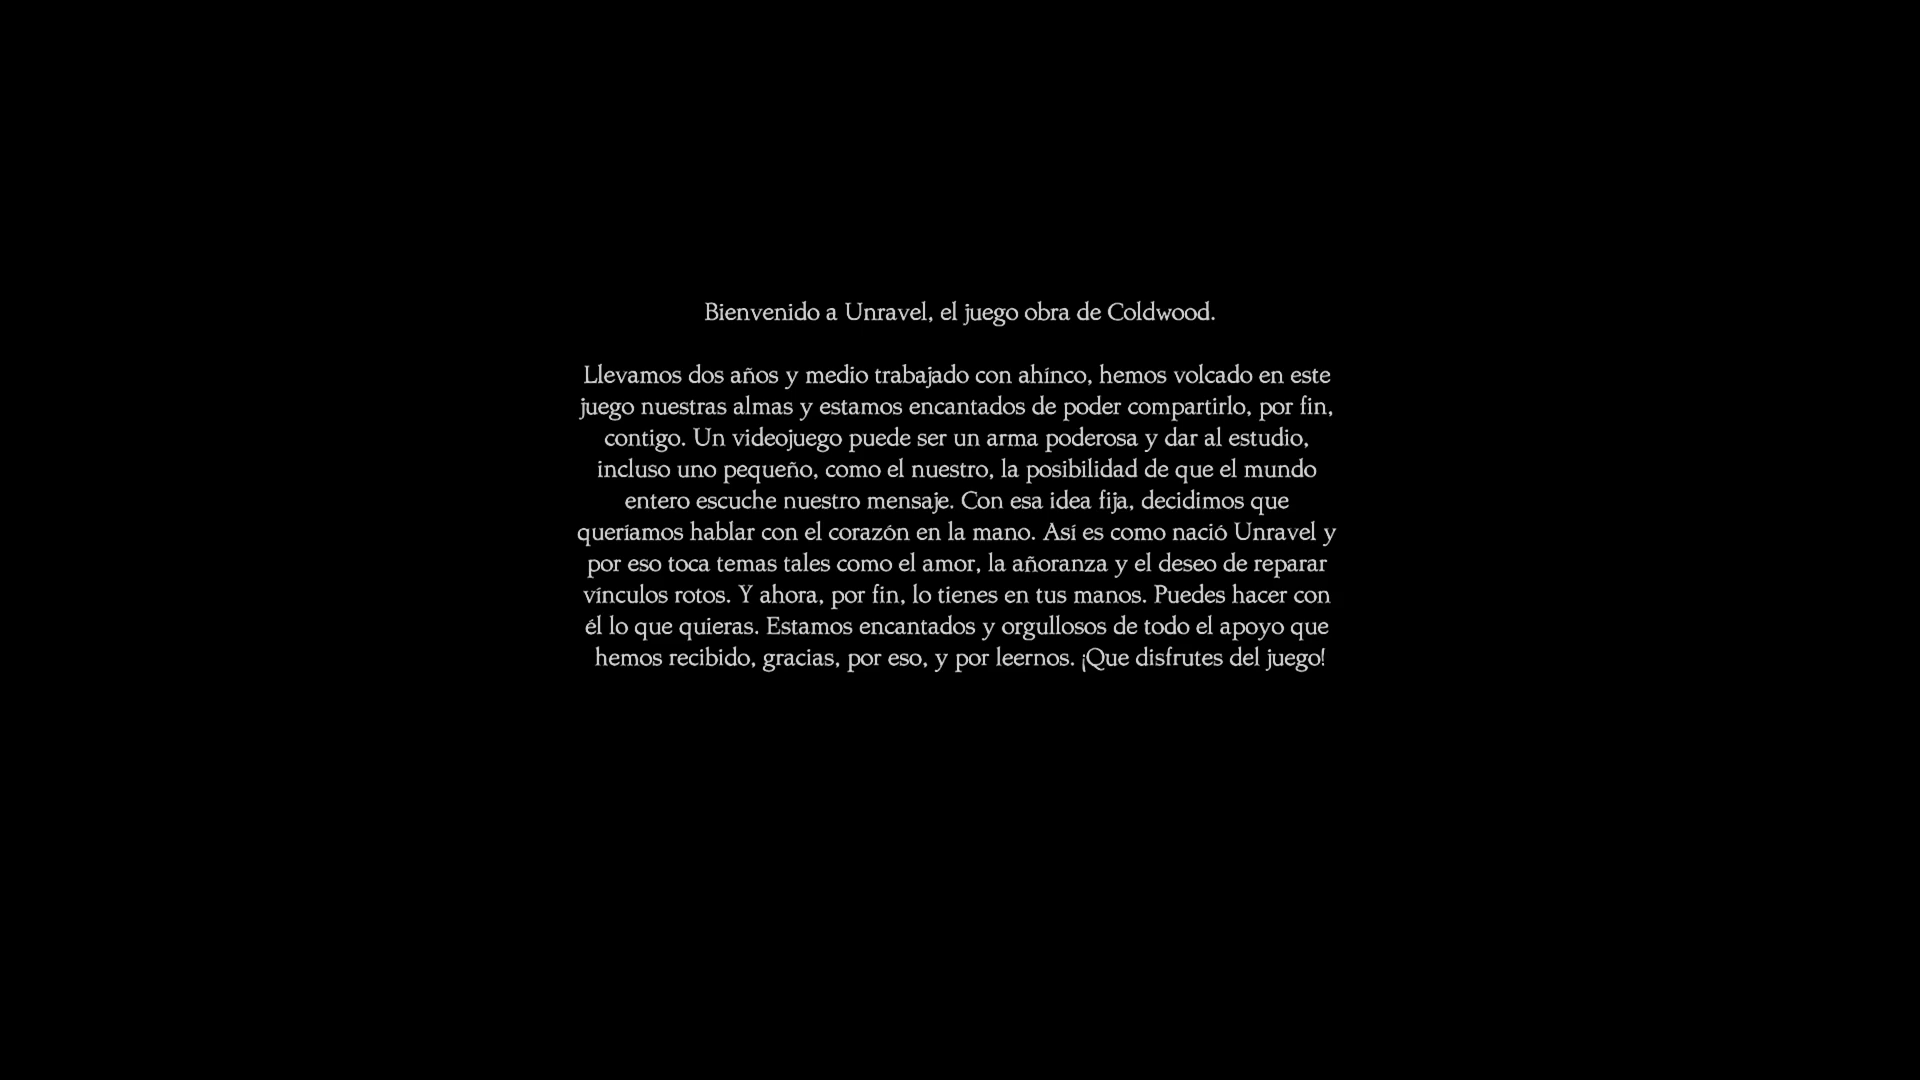 Bienvenido a Unravel, el juego obra de Coldwood.
Llevamos dos años y medio trabajado con ahínco, hemos volcado en este
juego nuestras almas y estamos encantados de poder compartirlo, por fin,
contigo. Un videojuego puede ser un arma poderosa y dar al estudio,
incluso uno pequeño, como el nuestro, la posibilidad de que el mundo
entero escuche nuestro mensaje. Con esa idea fija, decidimos que
queríamos hablar con el corazón en la mano. Así es como nació Unravel y
por eso toca temas tales como el amor, la añoranza y el deseo de reparar
vínculos rotos. Y ahora, por fin, lo tienes en tus manos. Puedes hacer con
él lo que quieras. Estamos encantados y orgullosos de todo el apoyo que
hemos recibido, gracias, por eso, y por leernos. ¡Que disfrutes del juego!